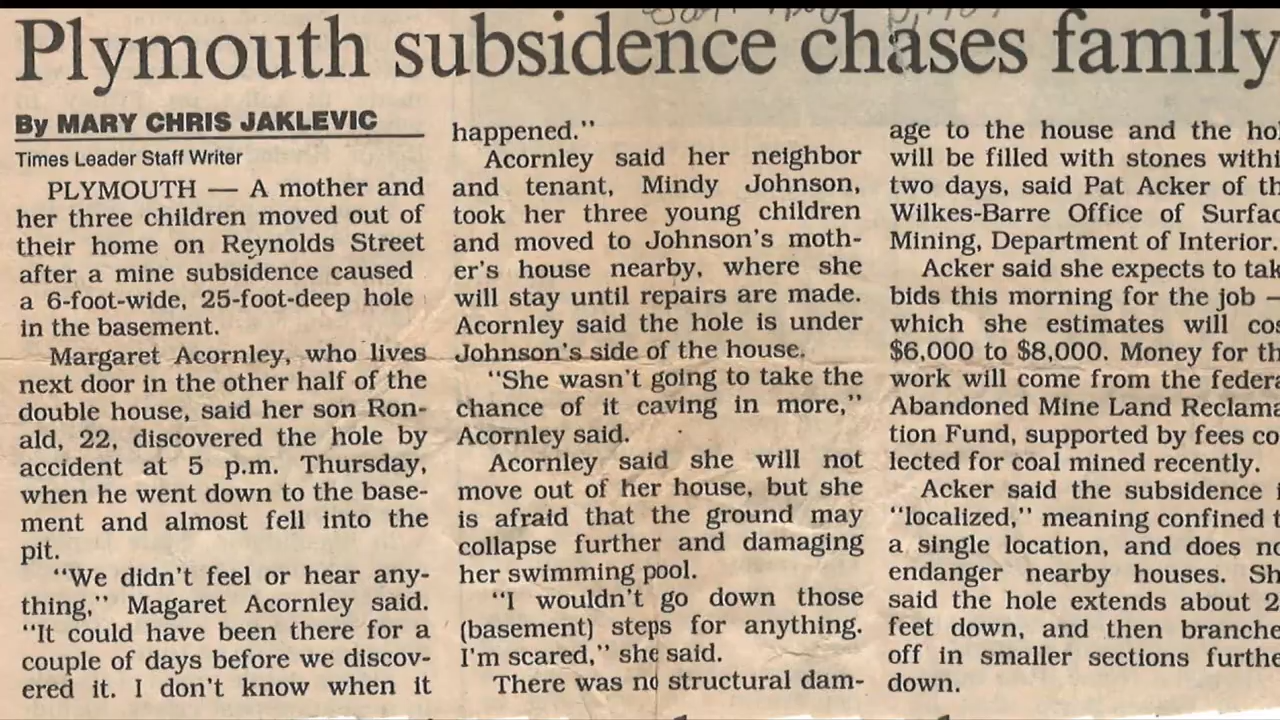 Plymouth subsidence chases family
By MARY CHRIS JAKLEVIC
Times Leader Staff Writer
PLYMOUTH — A mother and
her three children moved out of
their home on Reynolds Street
after a mine subsidence caused
a 6-foot-wide, 25-foot-deep hole
in the basement.
Margaret Acornley, who lives
next door in the other half of the
double house, said her son Ron-
ald, 22, discovered the hole by
accident at 5 p.m. Thursday,
when he went down to the base-
ment and almost fell into the
pit.
"We didn't feel or hear any-
thing," Magaret Acornley said.
"It could have been there for a
couple of days before we discov-
ered it. I don't know when it
happened."
Acornley said her neighbor
and tenant, Mindy Johnson,
took her three young children
and moved to Johnson's moth-
er's house nearby, where she
will stay until repairs are made.
Acornley said the hole is under
Johnson's side of the house.
"She wasn't going to take the
chance of it caving in more,"
Acornley said.
Acornley said she will not
move out of her house, but she
is afraid that the ground may
collapse further and damaging
her swimming pool.
"I wouldn't go down those
(basement) steps for anything.
I'm scared," she said.
There was no structural dam-
age to the house and the
will be filled with stones
two days, said Pat Acker of
Wilkes-Barre Office of
Mining, Department of Interior.
Acker said she expects to
bids this morning for the job —
which she estimates will
$6,000 to $8,000. Money for
work will come from the
Abandoned Mine Land
tion Fund, supported by fees
lected for coal mined recently.
Acker said the subsidence
"localized," meaning confined
a single location, and does
endanger nearby houses.
said the hole extends about
feet down, and then
off in smaller sections
down.